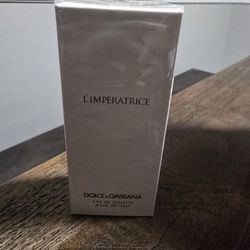 L'IMPERATRICE
DOLCE & GABBANA
EAU DE TOILETTE
MADE IN ITALY